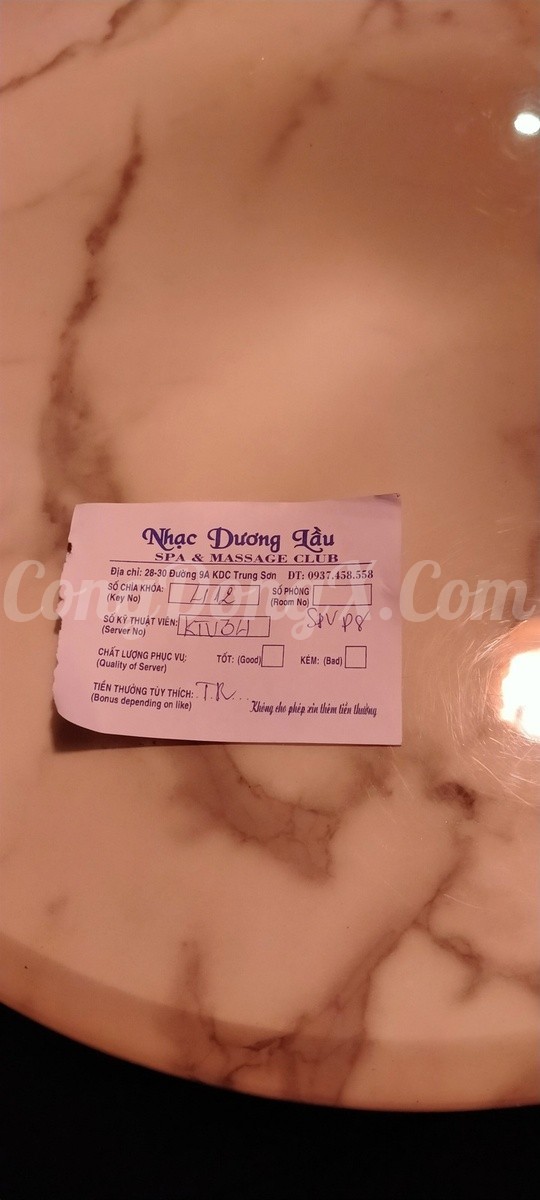 Nhạc Dương Lầu
SPA & MASSAGE CLUB
Địa chỉ: 28-30 Đường 9A KDC Trung Sơn ĐT: 0937.458.558
SỐ CHÌA KHÓA: 412 SỐ PHÒNG
(Key No) (Room No)
SỐ KỸ THUẬT VIÊN: KTV34
(Server No)
CHẤT LƯỢNG PHỤC VỤ: TỐT: (Good) KÉM: (Bad)
(Quality of Server)
TIỀN THƯỞNG TÙY THÍCH: T.R...
(Bonus depending on like) Không cho phép xin thêm tiền thưởng